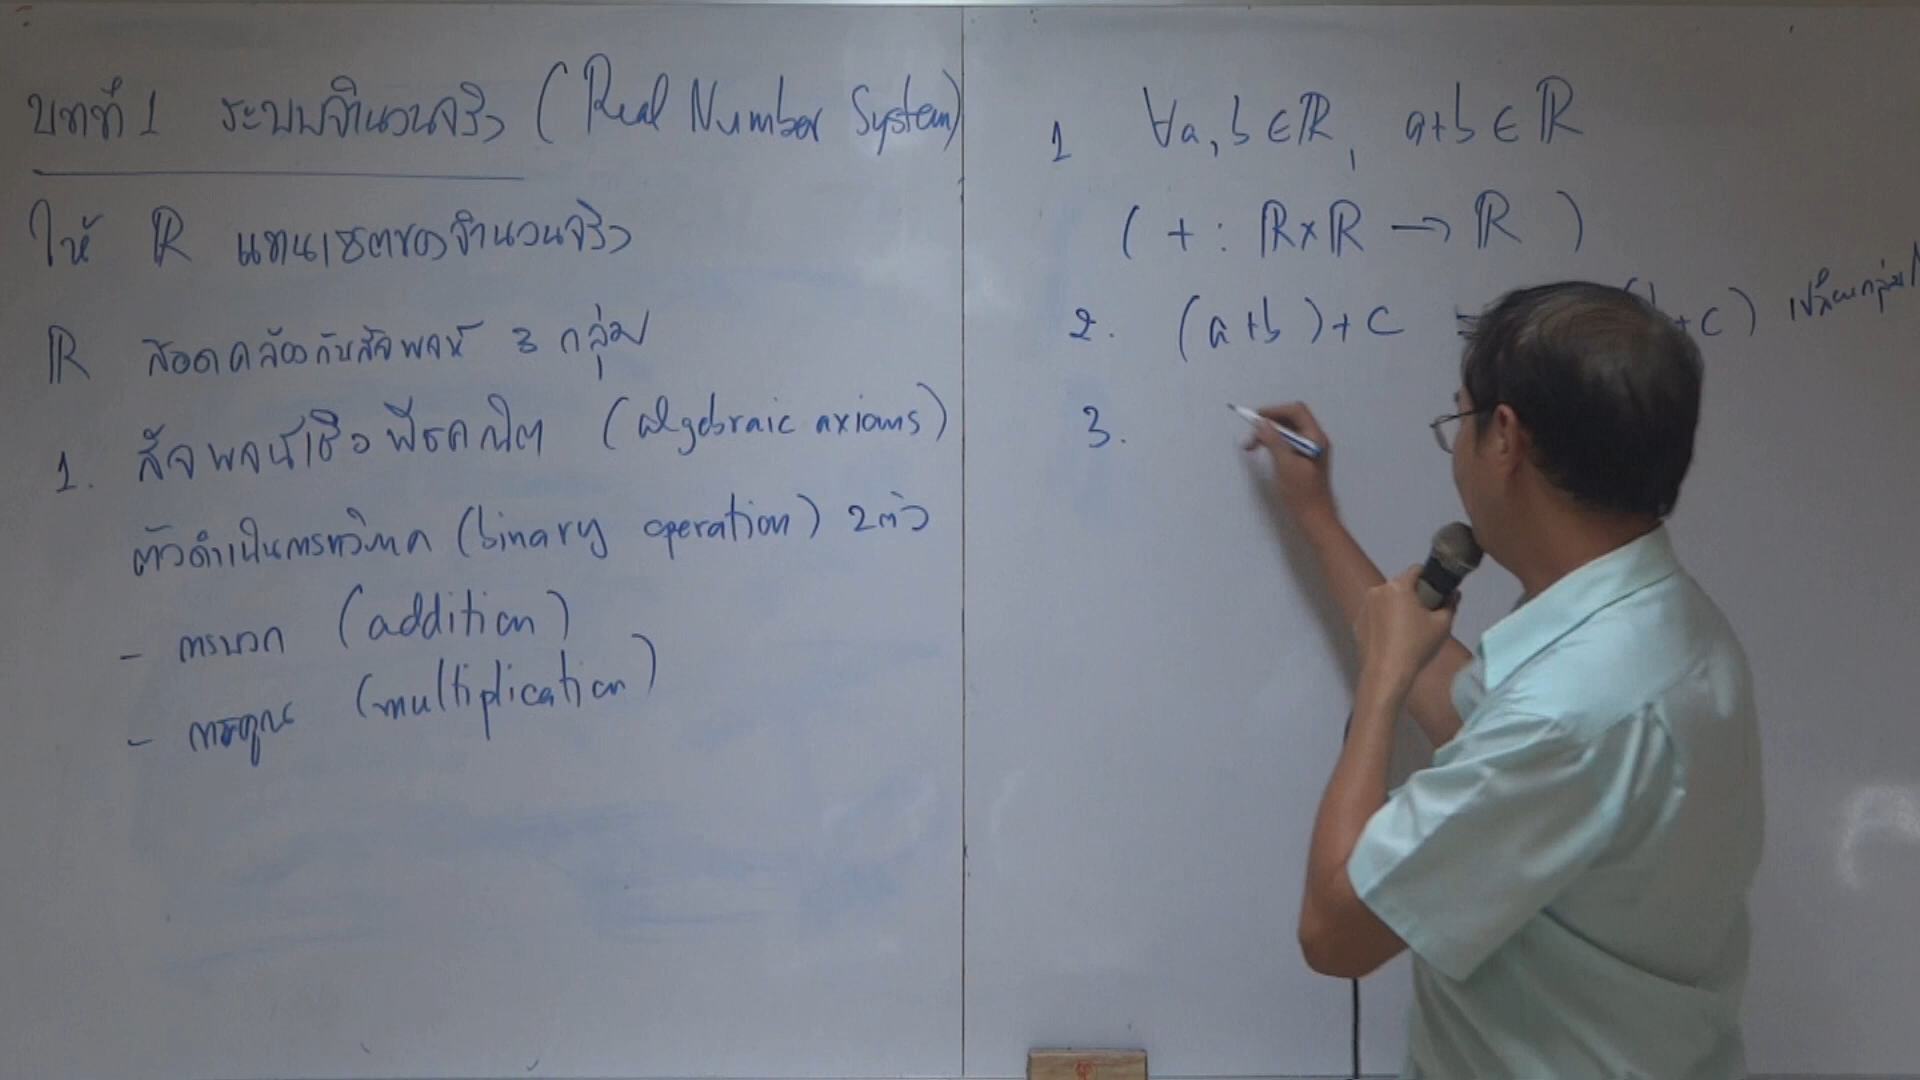 บทที่ 1 ระบบจำนวนจริง (Real Number System)
ให้ ℝ แทนเซตของจำนวนจริง
ℝ สอดคล้องกับสัจพจน์ 3 กลุ่ม
1. สัจพจน์เชิงพีชคณิต (algebraic axioms)
ตัวดำเนินการทวิภาค (binary operation) 2 ตัว
- การบวก (addition)
- การคูณ (multiplication)
1 ∀a, b ∈ ℝ, a+b ∈ ℝ
( + : ℝ×ℝ → ℝ )
2. (a+b)+c = +c) เปลี่ยนกลุ่ม
3.